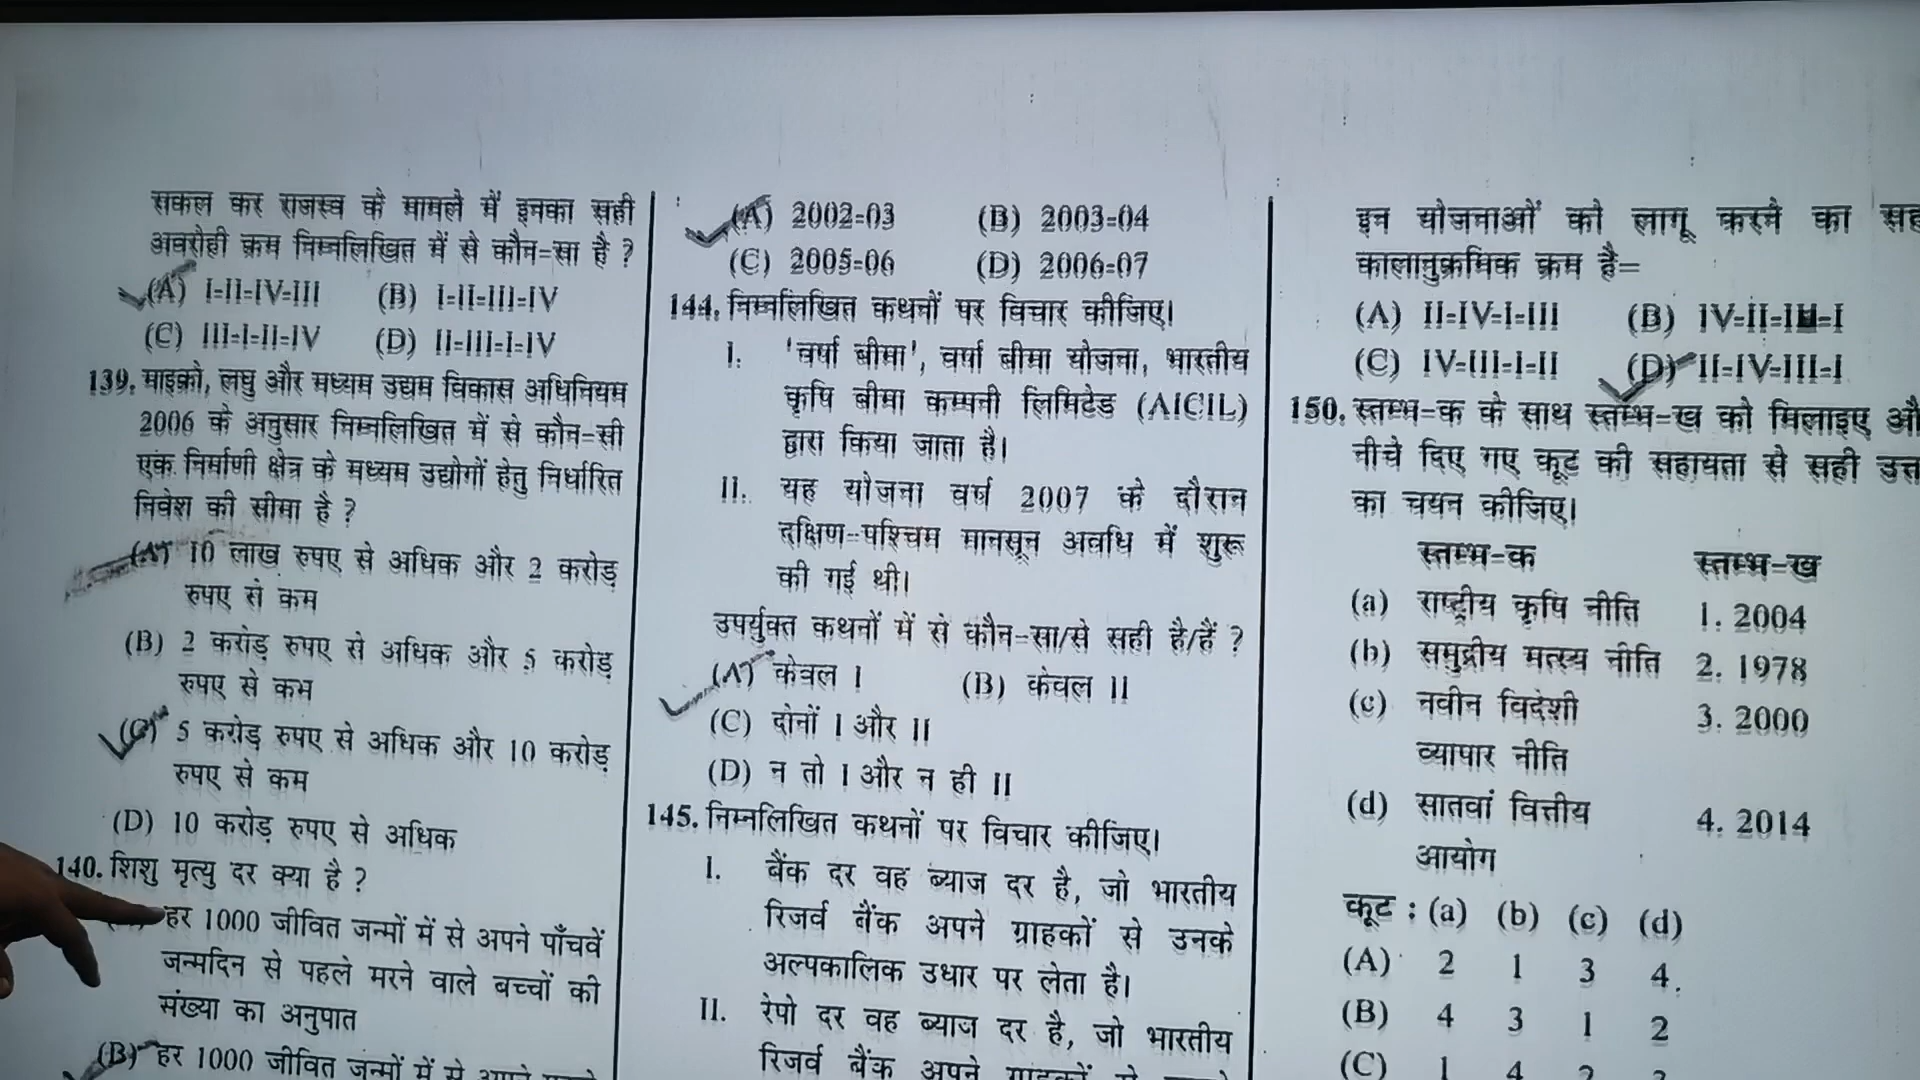 सकल कर राजस्व के मामले में इनका सही
अवरोही क्रम निम्नलिखित में से कौन-सा है ?
(A) I-II-IV-III (B) I-II-III-IV
(C) III-I-II-IV (D) II-III-I-IV
139. माइक्रो, लघु और मध्यम उद्यम विकास अधिनियम
2006 के अनुसार निम्नलिखित में से कौन-सी
एक निर्माणी क्षेत्र के मध्यम उद्योगों हेतु निर्धारित
निवेश की सीमा है ?
(A) 10 लाख रुपए से अधिक और 2 करोड़
रुपए से कम
(B) 2 करोड़ रुपए से अधिक और 5 करोड़
रुपए से कम
(C) 5 करोड़ रुपए से अधिक और 10 करोड़
रुपए से कम
(D) 10 करोड़ रुपए से अधिक
140. शिशु मृत्यु दर क्या है ?
हर 1000 जीवित जन्मों में से अपने पाँचवें
जन्मदिन से पहले मरने वाले बच्चों की
संख्या का अनुपात
(B) हर 1000 जीवित जन्मों में से अपने
(A) 2002-03 (B) 2003-04
(C) 2005-06 (D) 2006-07
144. निम्नलिखित कथनों पर विचार कीजिए।
I. 'वर्षा बीमा', वर्षा बीमा योजना, भारतीय
कृषि बीमा कम्पनी लिमिटेड (AICIL)
द्वारा किया जाता है।
II. यह योजना वर्ष 2007 के दौरान
दक्षिण-पश्चिम मानसून अवधि में शुरू
की गई थी।
उपर्युक्त कथनों में से कौन-सा/से सही है/हैं ?
(A) केवल I (B) केवल II
(C) दोनों I और II
(D) न तो I और न ही II
145. निम्नलिखित कथनों पर विचार कीजिए।
I. बैंक दर वह ब्याज दर है, जो भारतीय
रिजर्व बैंक अपने ग्राहकों से उनके
अल्पकालिक उधार पर लेता है।
II. रेपो दर वह ब्याज दर है, जो भारतीय
रिजर्व बैंक अपने ग्राहकों से
इन योजनाओं को लागू करने का
कालानुक्रमिक क्रम है-
(A) II-IV-I-III (B) IV-II-III-I
(C) IV-III-I-II (D) II-IV-III-I
150. स्तम्भ-क के साथ स्तम्भ-ख को मिलाइए
नीचे दिए गए कूट की सहायता से सही
का चयन कीजिए।
स्तम्भ-क स्तम्भ-ख
(a) राष्ट्रीय कृषि नीति 1. 2004
(b) समुद्रीय मत्स्य नीति 2. 1978
(c) नवीन विदेशी 3. 2000
व्यापार नीति
(d) सातवां वित्तीय 4. 2014
आयोग
कूट : (a) (b) (c) (d)
(A) 2 1 3 4
(B) 4 3 1 2
(C) 1 4